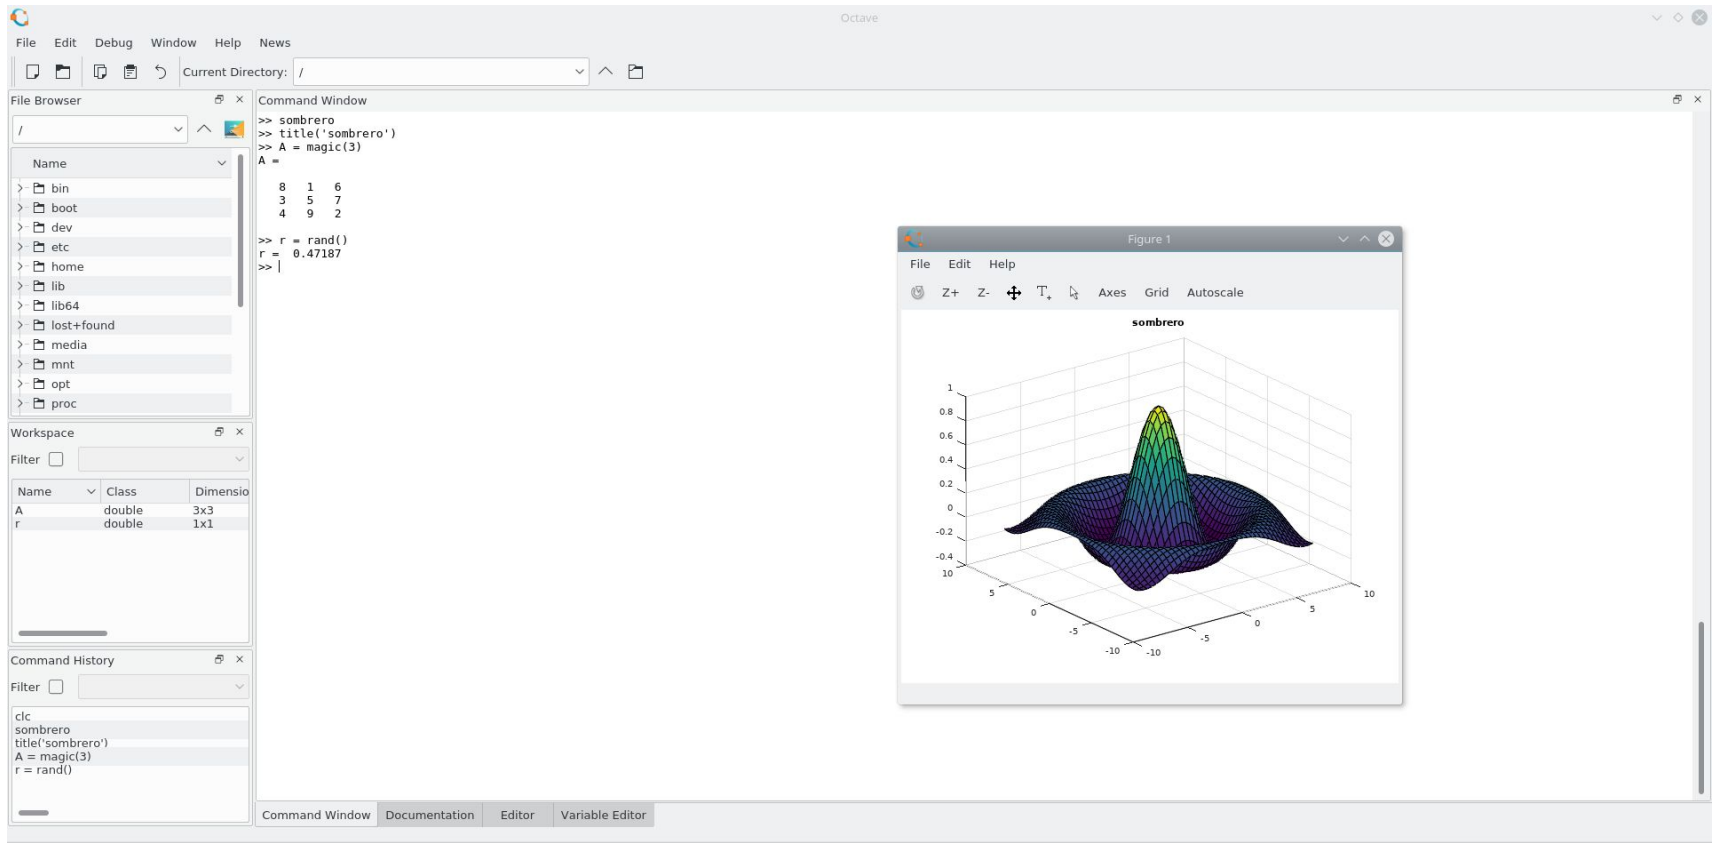 Octave
File Edit Debug Window Help News
Current Directory: /
File Browser
/
Name
bin
boot
dev
etc
home
lib
lib64
lost+found
media
mnt
opt
proc
Workspace
Filter
Name Class Dimensio
A double 3x3
r double 1x1
Command History
Filter
clc
sombrero
title('sombrero')
A = magic(3)
r = rand()
Command Window
>> sombrero
>> title('sombrero')
>> A = magic(3)
A =
8 1 6
3 5 7
4 9 2
>> r = rand()
r = 0.47187
>>
Figure 1
File Edit Help
Z+ Z- T+ Axes Grid Autoscale
sombrero
1
0.8
0.6
0.4
0.2
0
-0.2
-0.4
10
5
0
-5
-10
-10
-5
0
5
10
Command Window Documentation Editor Variable Editor